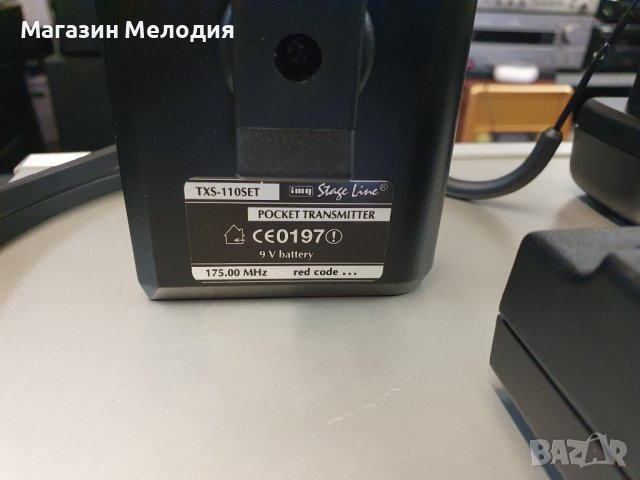 Магазин Мелодия
TXS-110SET
img Stage Line®
POCKET TRANSMITTER
CE0197
9 V battery
175.00 MHz red code ...
BAZAR